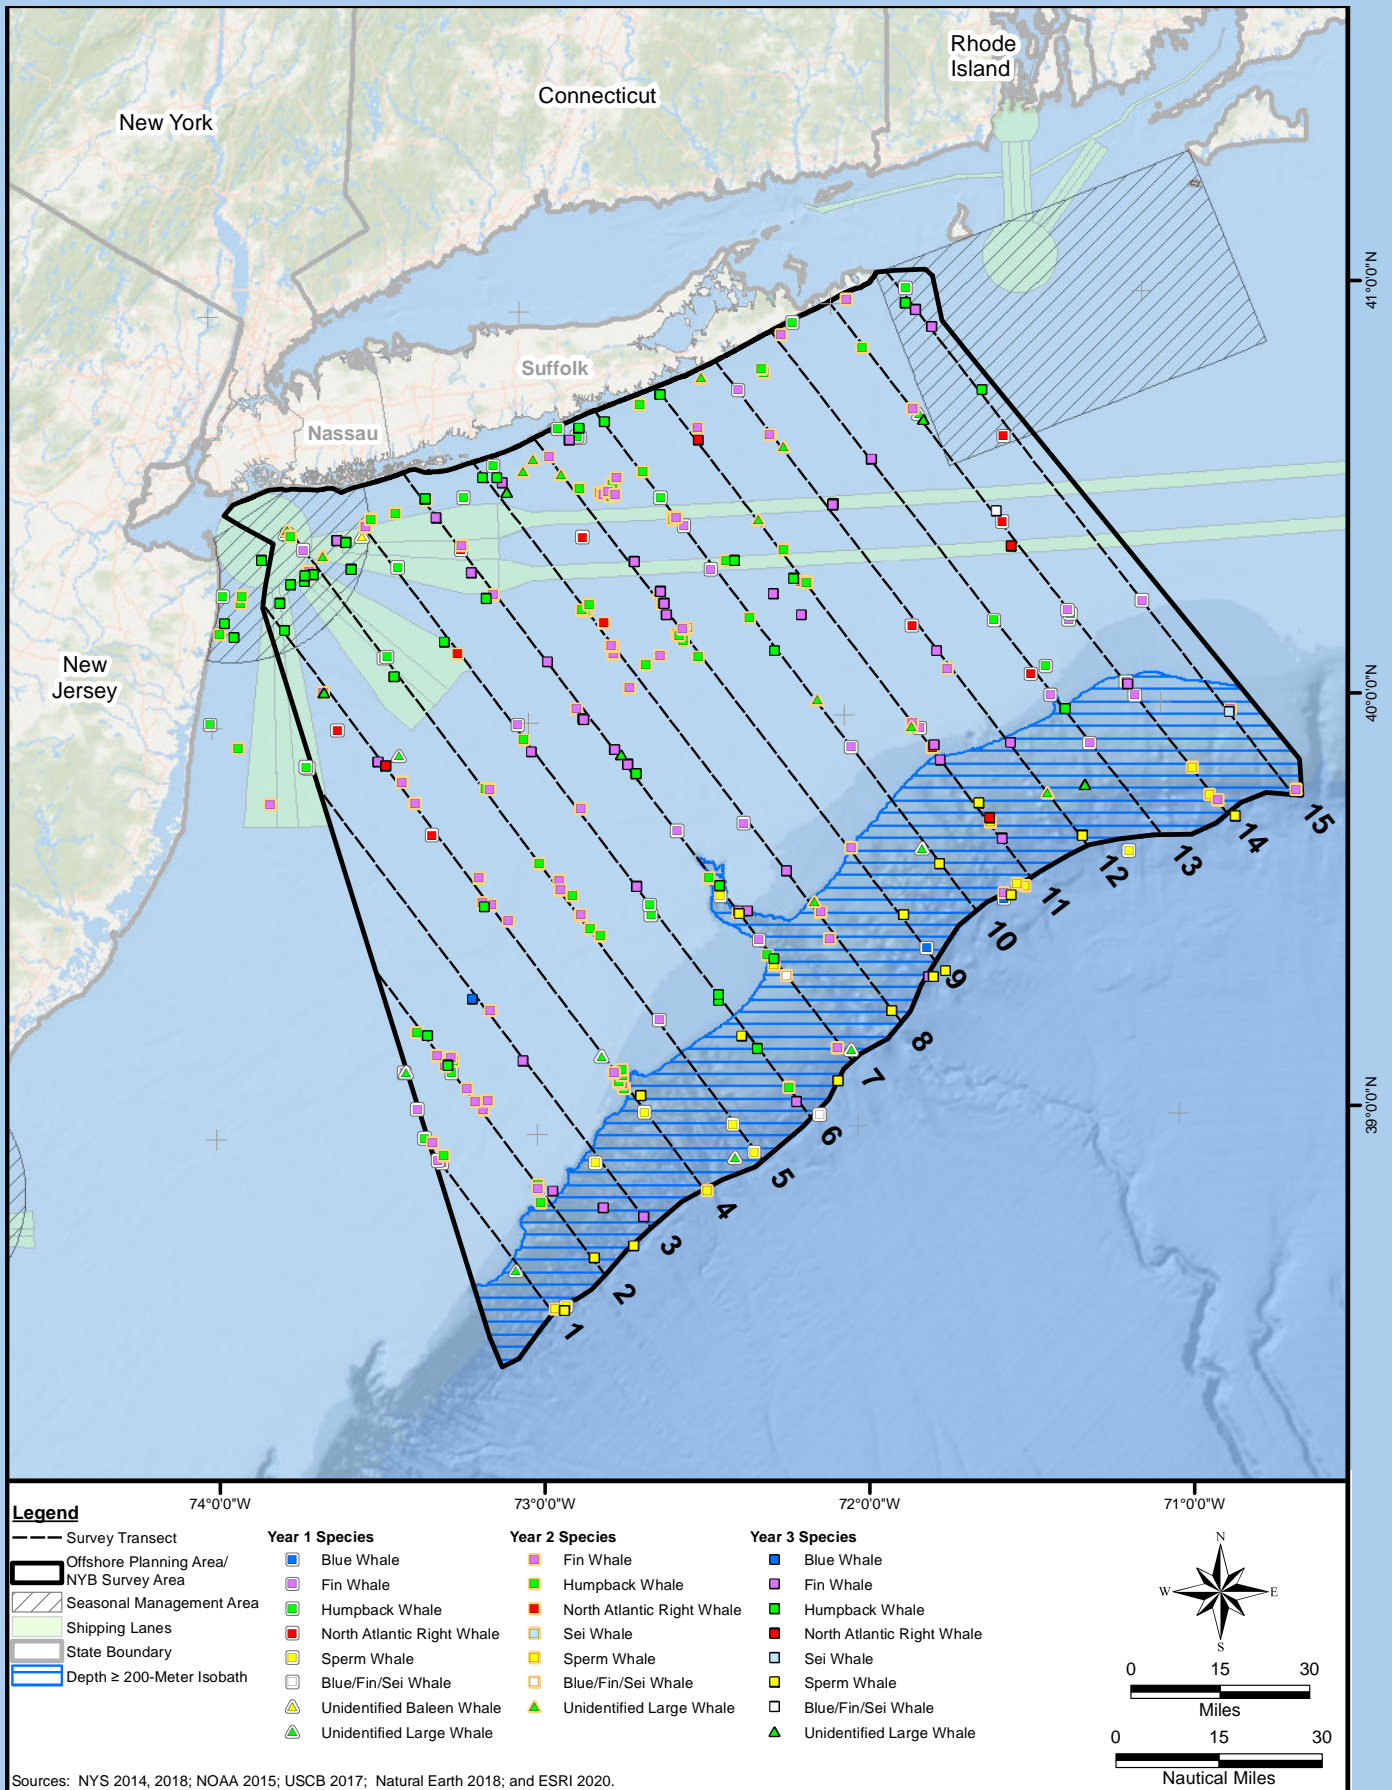 Rhode
Island
Connecticut
New York
Suffolk
Nassau
New
Jersey
41°0'0"N
40°0'0"N
39°0'0"N
15
14
13
12
11
10
9
8
7
6
5
4
3
2
1
74°0'0"W
73°0'0"W
72°0'0"W
71°0'0"W
Legend
Survey Transect
Offshore Planning Area/
NYB Survey Area
Seasonal Management Area
Shipping Lanes
State Boundary
Depth ≥ 200-Meter Isobath
Year 1 Species
Blue Whale
Fin Whale
Humpback Whale
North Atlantic Right Whale
Sperm Whale
Blue/Fin/Sei Whale
Unidentified Baleen Whale
Unidentified Large Whale
Year 2 Species
Fin Whale
Humpback Whale
North Atlantic Right Whale
Sei Whale
Sperm Whale
Blue/Fin/Sei Whale
Unidentified Large Whale
Year 3 Species
Blue Whale
Fin Whale
Humpback Whale
North Atlantic Right Whale
Sei Whale
Sperm Whale
Blue/Fin/Sei Whale
Unidentified Large Whale
N
W
E
S
0 15 30
Miles
0 15 30
Nautical Miles
Sources: NYS 2014, 2018; NOAA 2015; USCB 2017; Natural Earth 2018; and ESRI 2020.